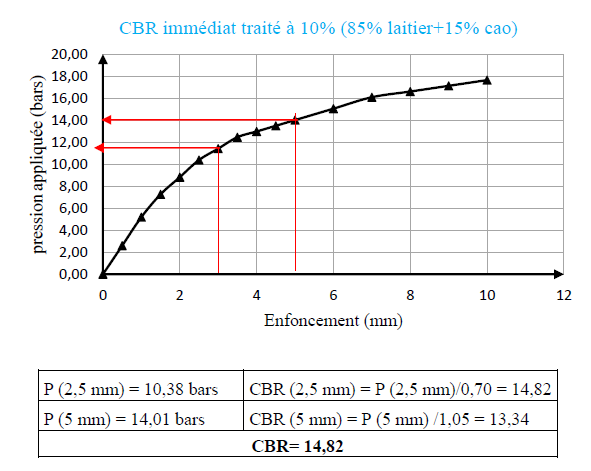 CBR immédiat traité à 10% (85% laitier+15% cao)
20,00
18,00
16,00
14,00
12,00
10,00
8,00
6,00
4,00
2,00
0,00
pression appliquée (bars)
0 2 4 6 8 10 12
Enfoncement (mm)
P (2,5 mm) = 10,38 bars CBR (2,5 mm) = P (2,5 mm)/0,70 = 14,82
P (5 mm) = 14,01 bars CBR (5 mm) = P (5 mm) /1,05 = 13,34
CBR= 14,82